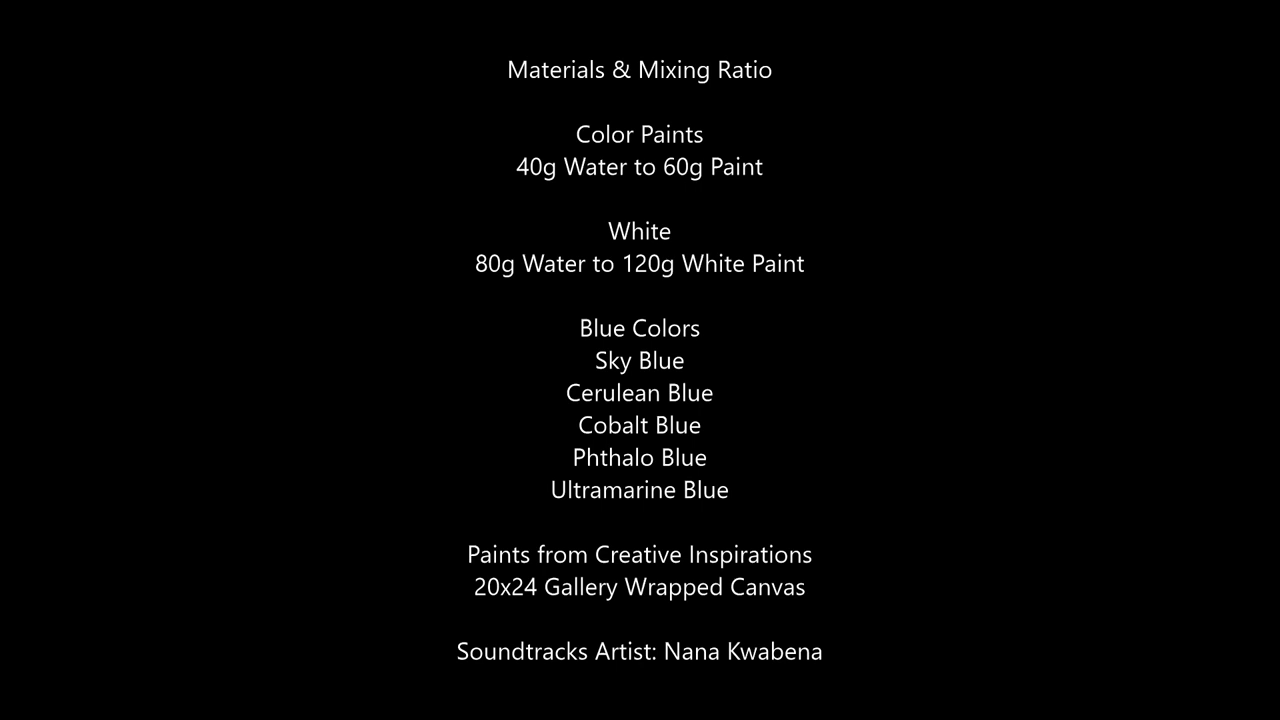 Materials & Mixing Ratio
Color Paints
40g Water to 60g Paint
White
80g Water to 120g White Paint
Blue Colors
Sky Blue
Cerulean Blue
Cobalt Blue
Phthalo Blue
Ultramarine Blue
Paints from Creative Inspirations
20x24 Gallery Wrapped Canvas
Soundtracks Artist: Nana Kwabena